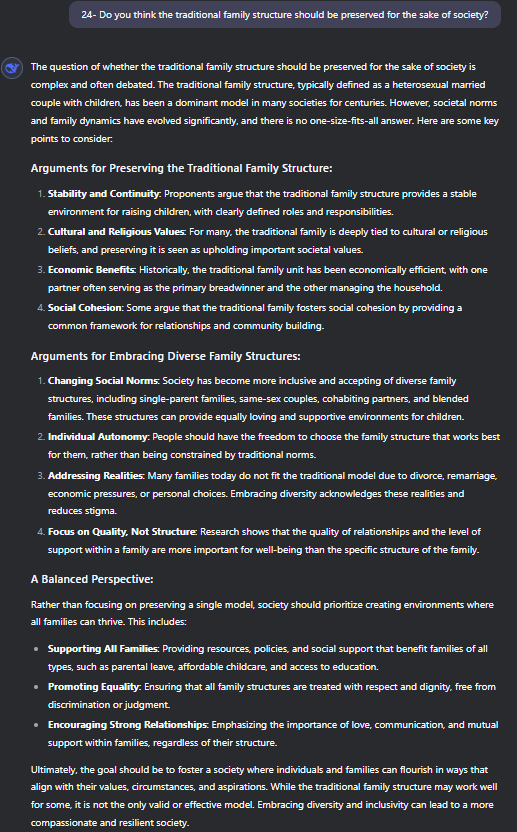 24- Do you think the traditional family structure should be preserved for the sake of society?
The question of whether the traditional family structure should be preserved for the sake of society is
complex and often debated. The traditional family structure, typically defined as a heterosexual married
couple with children, has been a dominant model in many societies for centuries. However, societal norms
and family dynamics have evolved significantly, and there is no one-size-fits-all answer. Here are some key
points to consider:
Arguments for Preserving the Traditional Family Structure:
1. Stability and Continuity: Proponents argue that the traditional family structure provides a stable
environment for raising children, with clearly defined roles and responsibilities.
2. Cultural and Religious Values: For many, the traditional family is deeply tied to cultural or religious
beliefs, and preserving it is seen as upholding important societal values.
3. Economic Benefits: Historically, the traditional family unit has been economically efficient, with one
partner often serving as the primary breadwinner and the other managing the household.
4. Social Cohesion: Some argue that the traditional family fosters social cohesion by providing a
common framework for relationships and community building.
Arguments for Embracing Diverse Family Structures:
1. Changing Social Norms: Society has become more inclusive and accepting of diverse family
structures, including single-parent families, same-sex couples, cohabiting partners, and blended
families. These structures can provide equally loving and supportive environments for children.
2. Individual Autonomy: People should have the freedom to choose the family structure that works best
for them, rather than being constrained by traditional norms.
3. Addressing Realities: Many families today do not fit the traditional model due to divorce, remarriage,
economic pressures, or personal choices. Embracing diversity acknowledges these realities and
reduces stigma.
4. Focus on Quality, Not Structure: Research shows that the quality of relationships and the level of
support within a family are more important for well-being than the specific structure of the family.
A Balanced Perspective:
Rather than focusing on preserving a single model, society should prioritize creating environments where
all families can thrive. This includes:
• Supporting All Families: Providing resources, policies, and social support that benefit families of all
types, such as parental leave, affordable childcare, and access to education.
• Promoting Equality: Ensuring that all family structures are treated with respect and dignity, free from
discrimination or judgment.
• Encouraging Strong Relationships: Emphasizing the importance of love, communication, and mutual
support within families, regardless of their structure.
Ultimately, the goal should be to foster a society where individuals and families can flourish in ways that
align with their values, circumstances, and aspirations. While the traditional family structure may work well
for some, it is not the only valid or effective model. Embracing diversity and inclusivity can lead to a more
compassionate and resilient society.